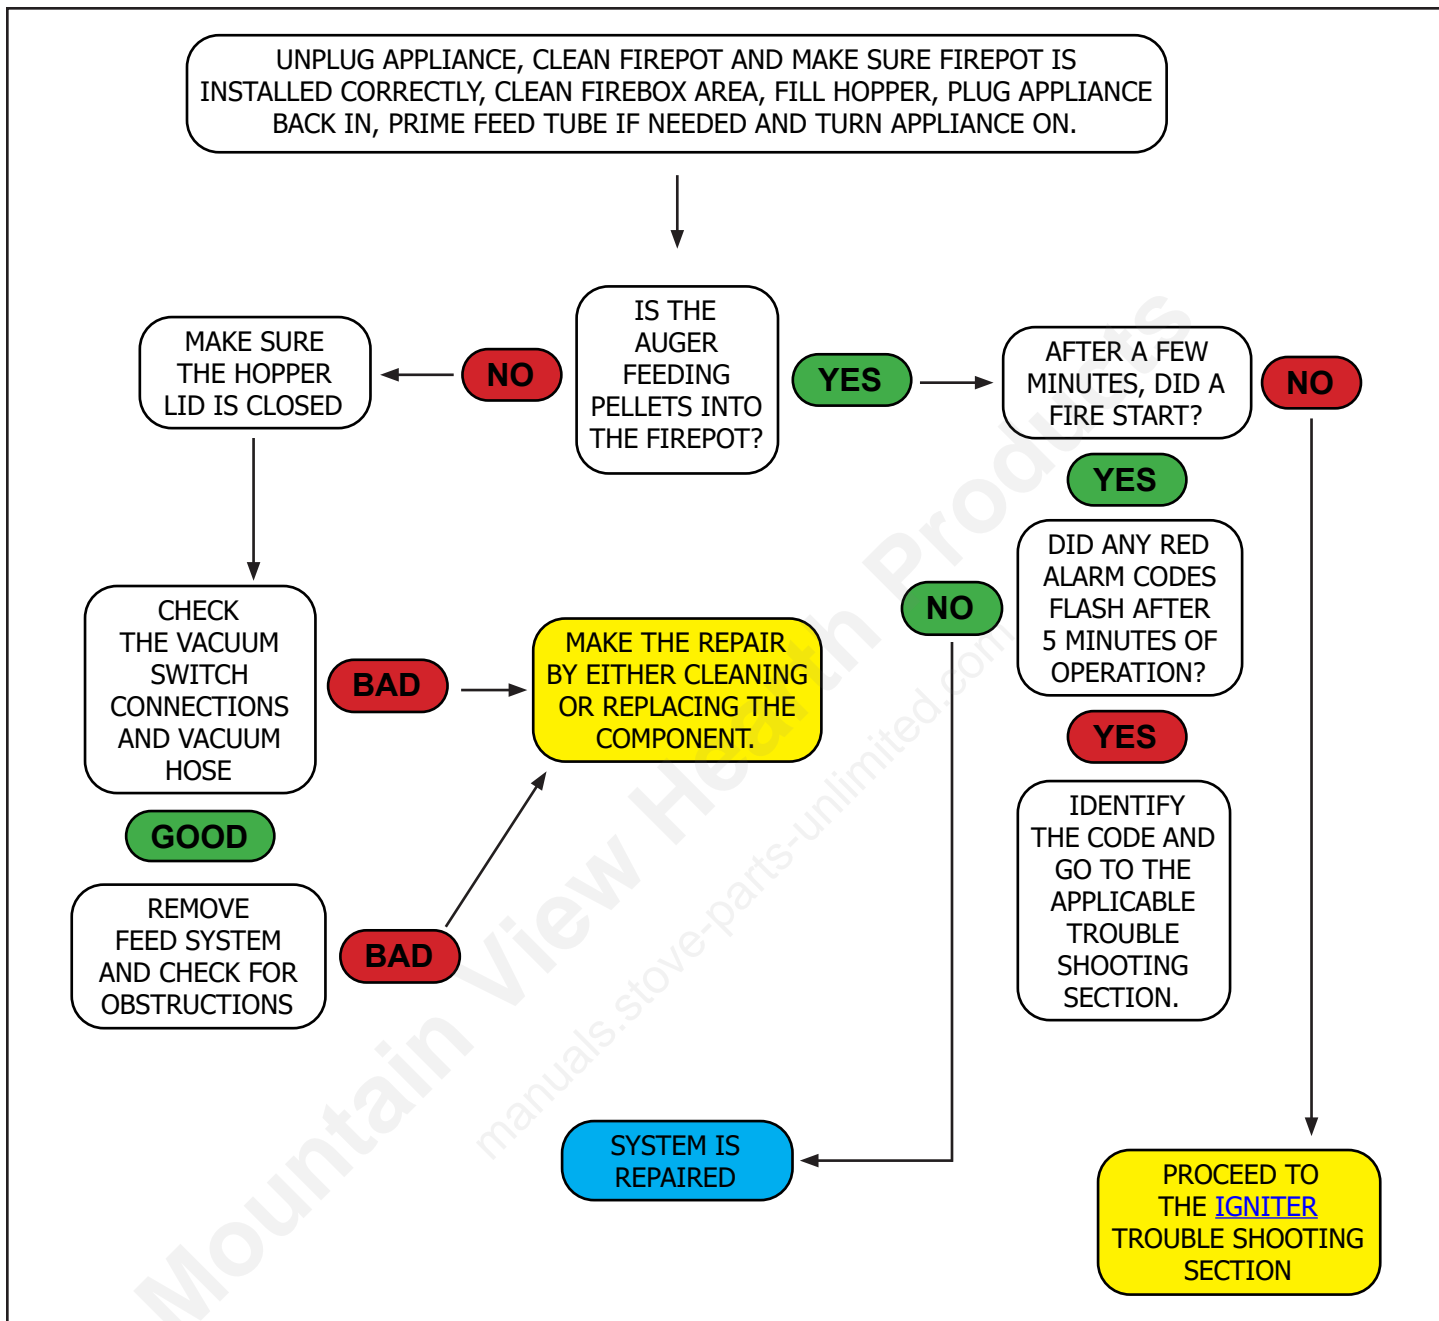 UNPLUG APPLIANCE, CLEAN FIREPOT AND MAKE SURE FIREPOT IS
INSTALLED CORRECTLY, CLEAN FIREBOX AREA, FILL HOPPER, PLUG APPLIANCE
BACK IN, PRIME FEED TUBE IF NEEDED AND TURN APPLIANCE ON.
MAKE SURE
THE HOPPER
LID IS CLOSED
NO
IS THE
AUGER
FEEDING
PELLETS INTO
THE FIREPOT?
YES
AFTER A FEW
MINUTES, DID A
FIRE START?
NO
YES
CHECK
THE VACUUM
SWITCH
CONNECTIONS
AND VACUUM
HOSE
BAD
MAKE THE REPAIR
BY EITHER CLEANING
OR REPLACING THE
COMPONENT.
NO
DID ANY RED
ALARM CODES
FLASH AFTER
5 MINUTES OF
OPERATION?
YES
GOOD
REMOVE
FEED SYSTEM
AND CHECK FOR
OBSTRUCTIONS
BAD
IDENTIFY
THE CODE AND
GO TO THE
APPLICABLE
TROUBLE
SHOOTING
SECTION.
SYSTEM IS
REPAIRED
PROCEED TO
THE IGNITER
TROUBLE SHOOTING
SECTION
Mountain View Hearth Products
manuals.stove-parts-unlimited.com